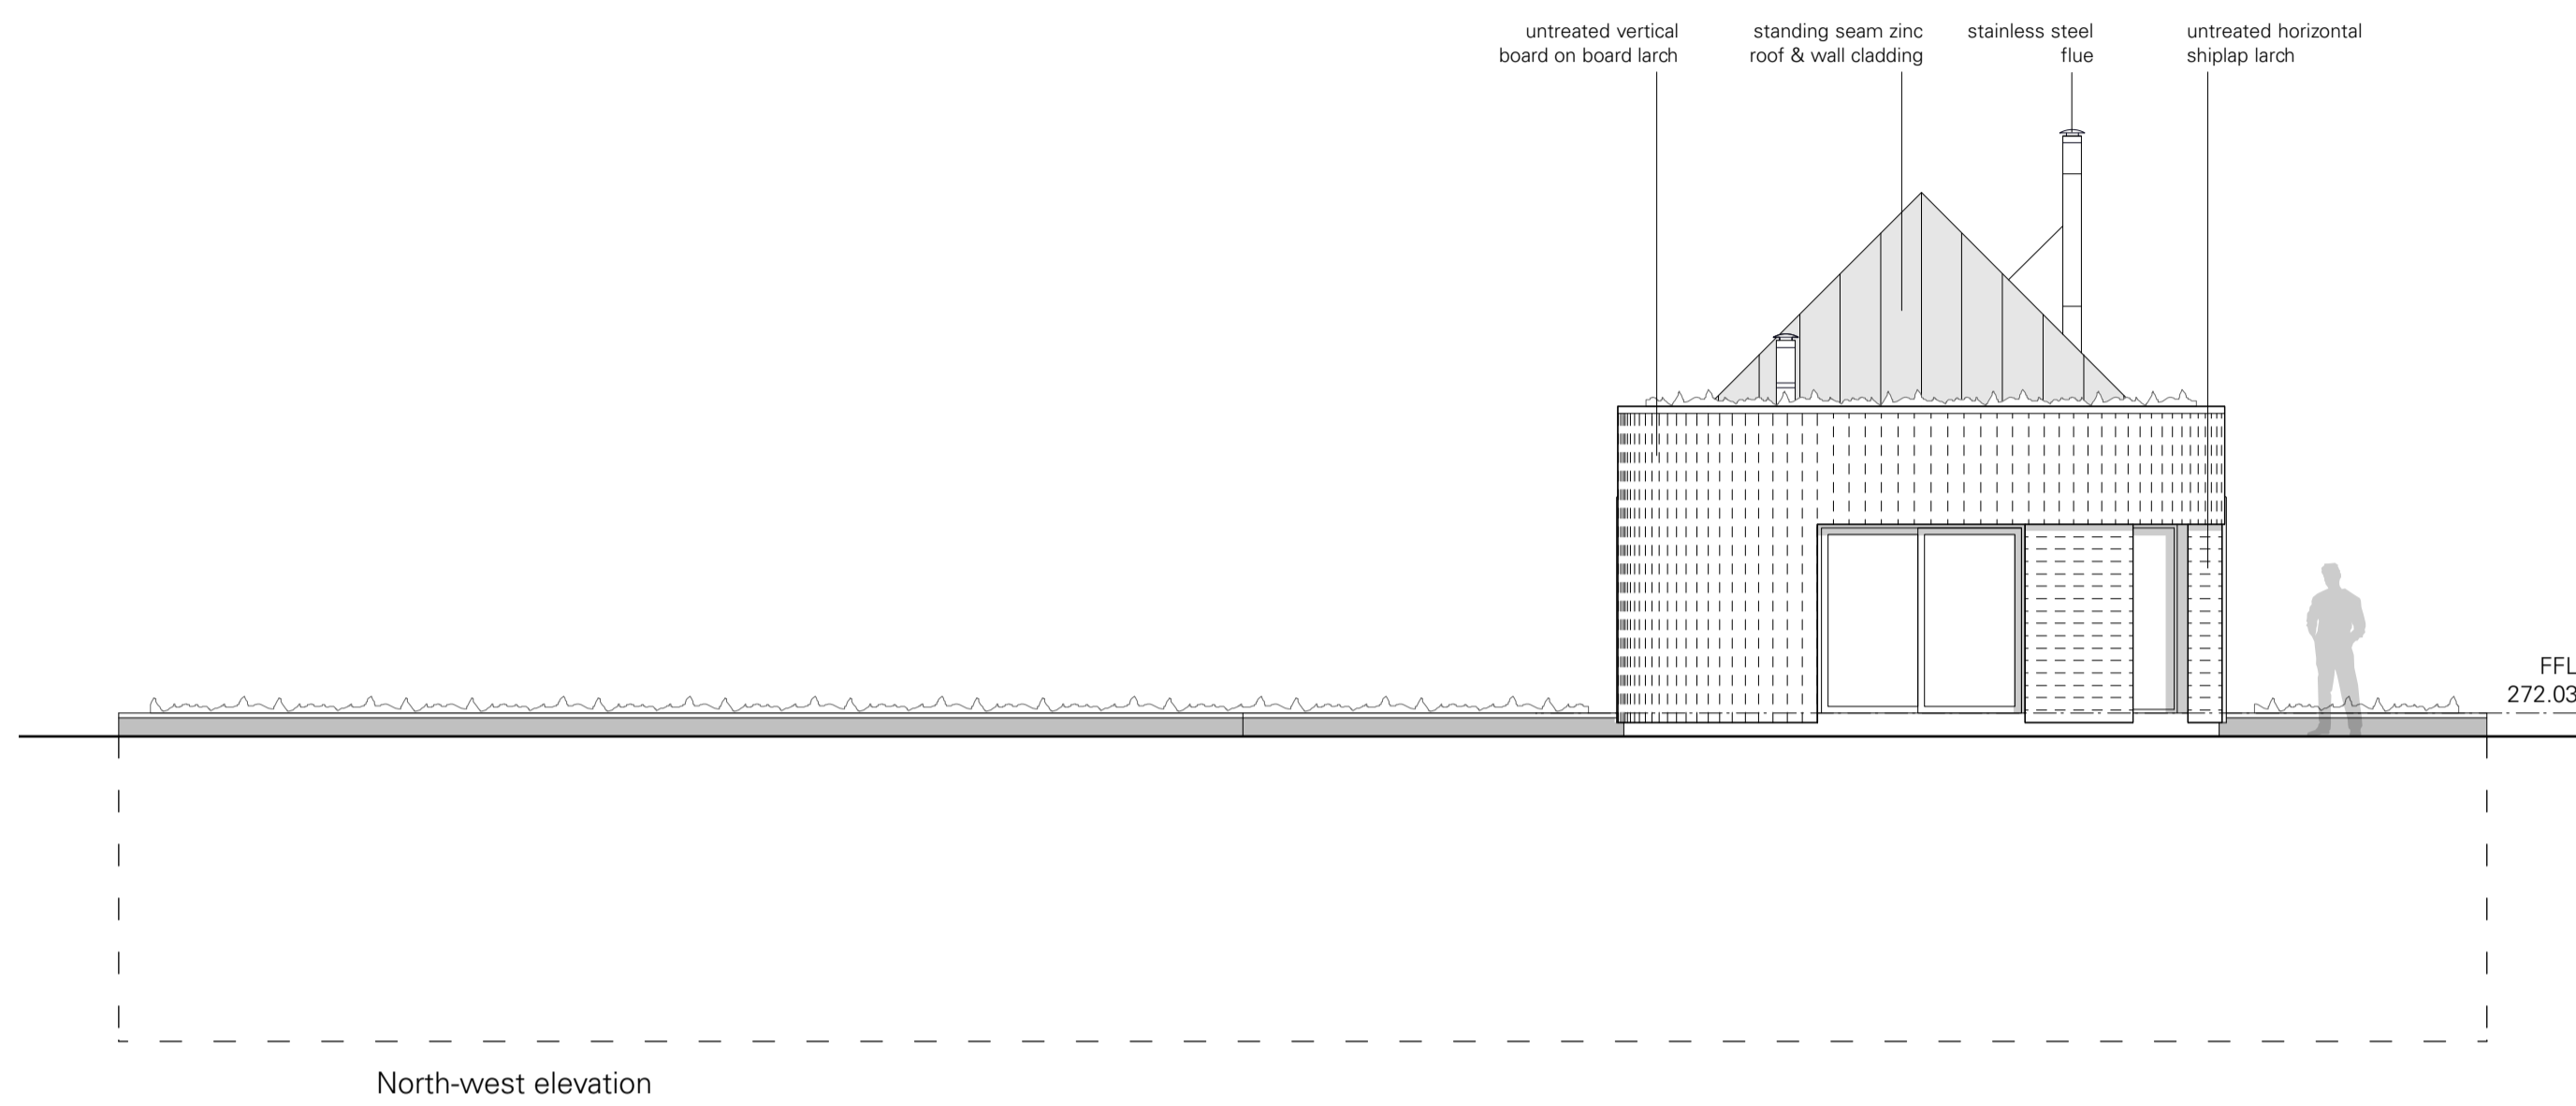 untreated vertical
board on board larch
standing seam zinc
roof & wall cladding
stainless steel
flue
untreated horizontal
shiplap larch
FFL
272.03
North-west elevation